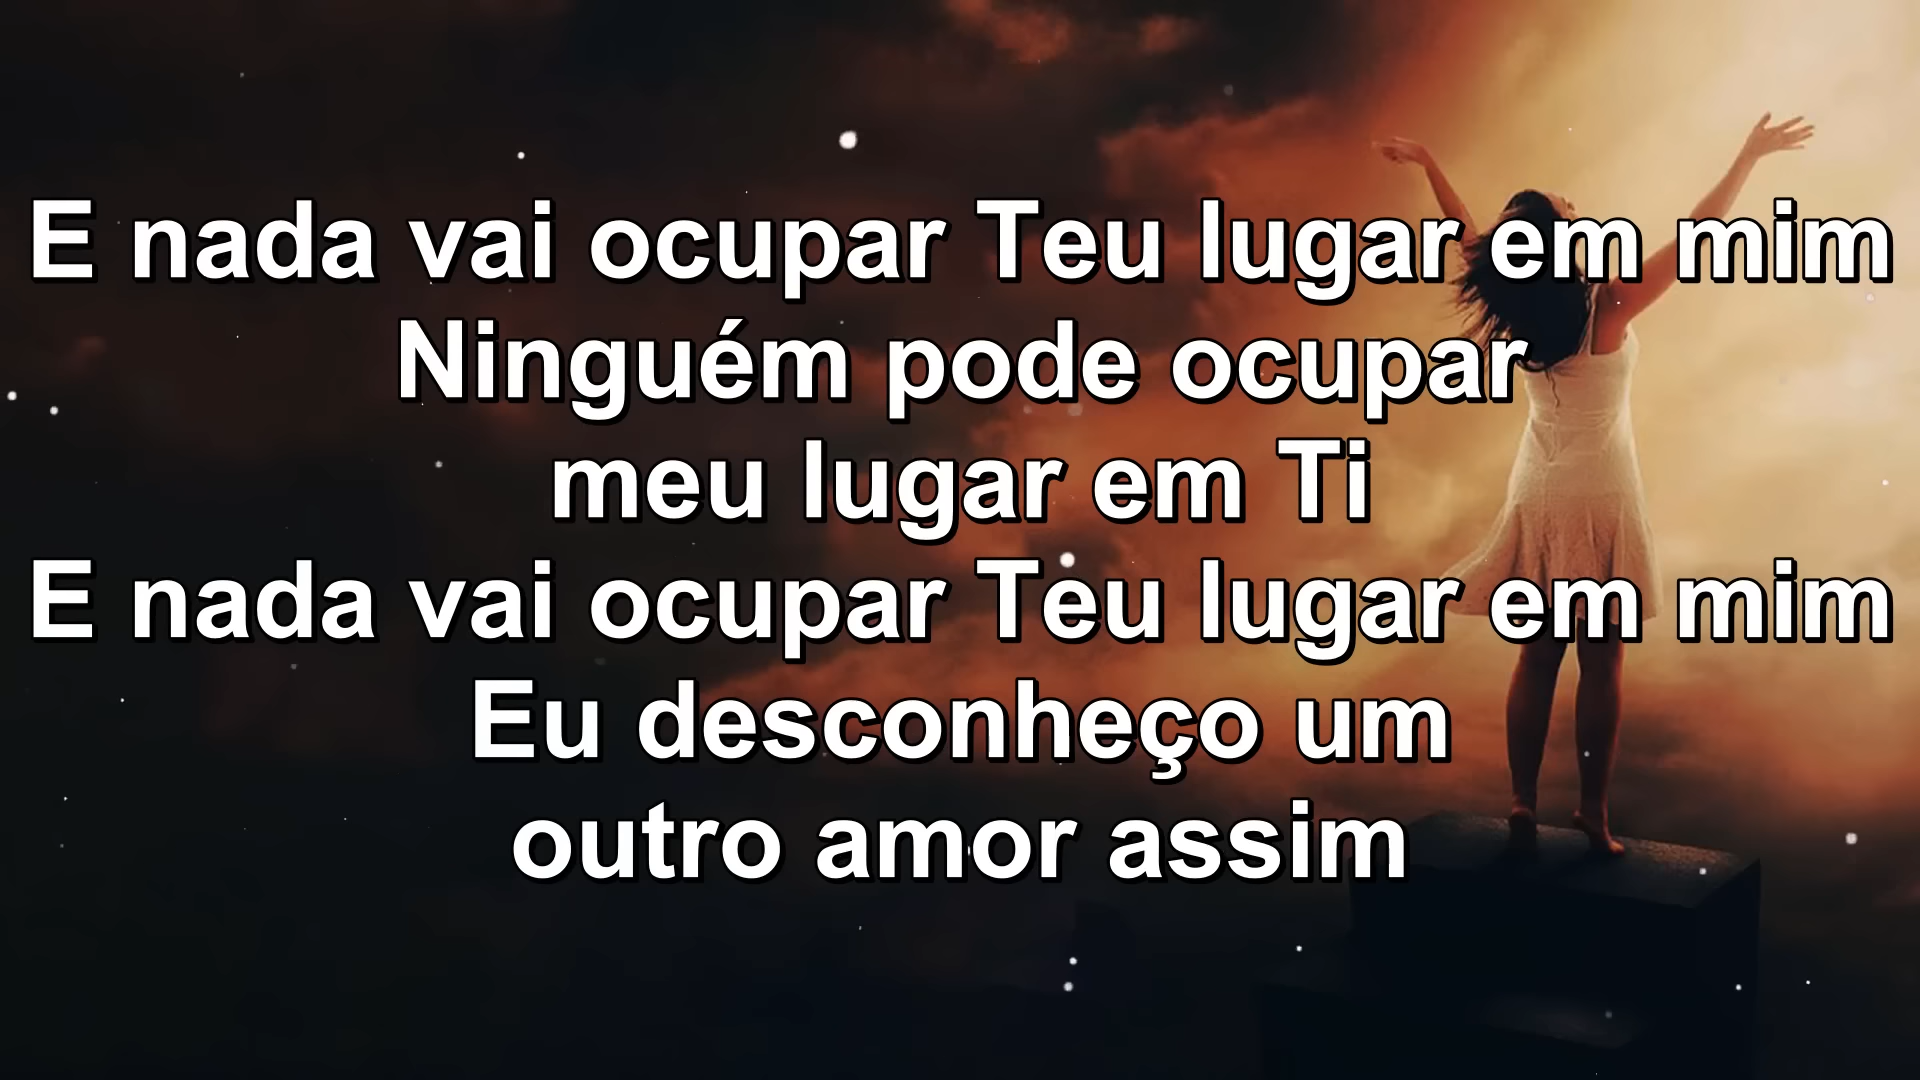 E nada vai ocupar Teu lugar em mim
Ninguém pode ocupar
meu lugar em Ti
E nada vai ocupar Teu lugar em mim
Eu desconheço um
outro amor assim